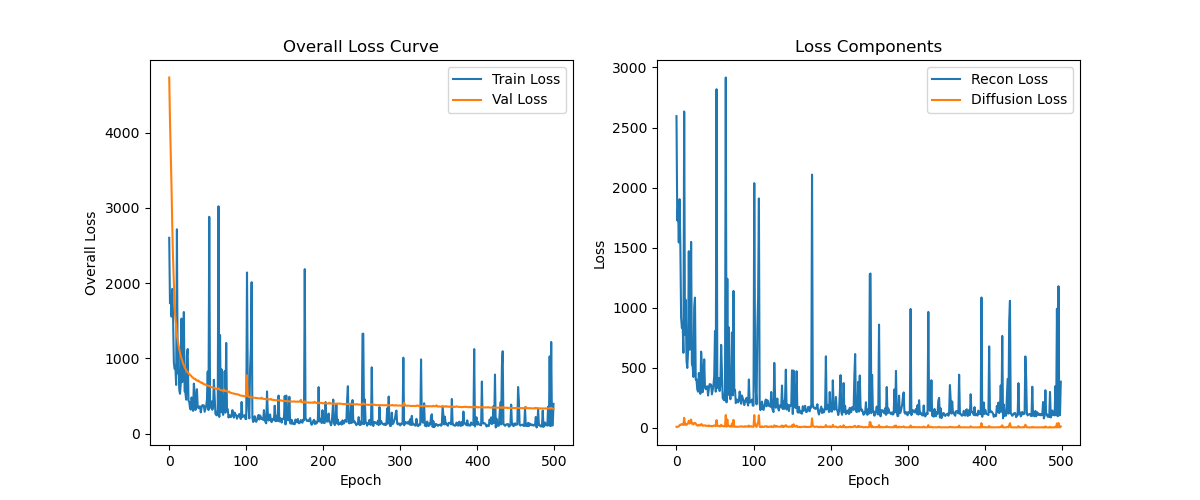 Overall Loss Curve
Train Loss
Val Loss
4000
3000
2000
1000
0
Overall Loss
0
100
200
300
400
500
Epoch
Loss Components
Recon Loss
Diffusion Loss
3000
2500
2000
1500
1000
500
0
Loss
0
100
200
300
400
500
Epoch